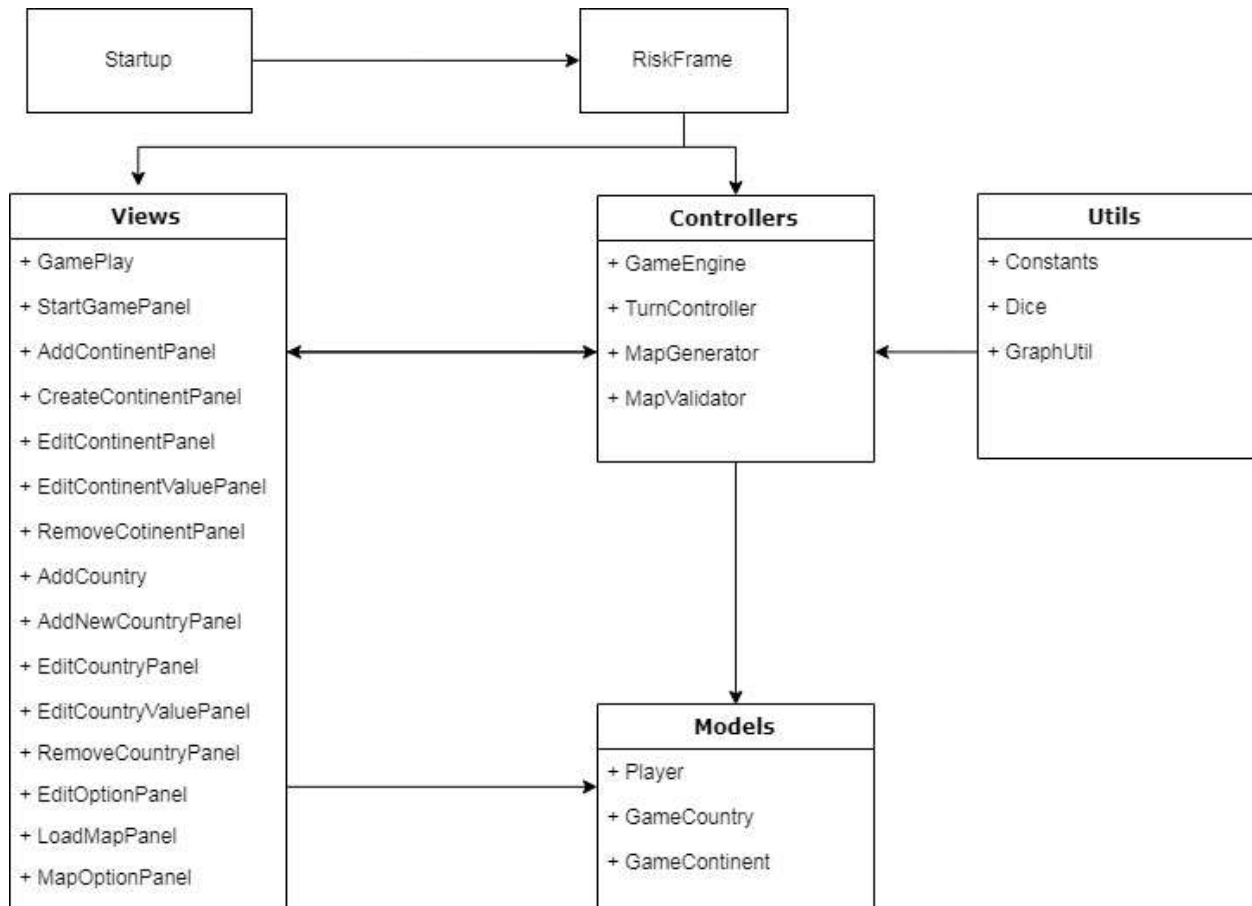 Startup
RiskFrame
Views
+ GamePlay
+ StartGamePanel
+ AddContinentPanel
+ CreateContinentPanel
+ EditContinentPanel
+ EditContinentValuePanel
+ RemoveCotinentPanel
+ AddCountry
+ AddNewCountryPanel
+ EditCountryPanel
+ EditCountryValuePanel
+ RemoveCountryPanel
+ EditOptionPanel
+ LoadMapPanel
+ MapOptionPanel
Controllers
+ GameEngine
+ TurnController
+ MapGenerator
+ MapValidator
Utils
+ Constants
+ Dice
+ GraphUtil
Models
+ Player
+ GameCountry
+ GameContinent